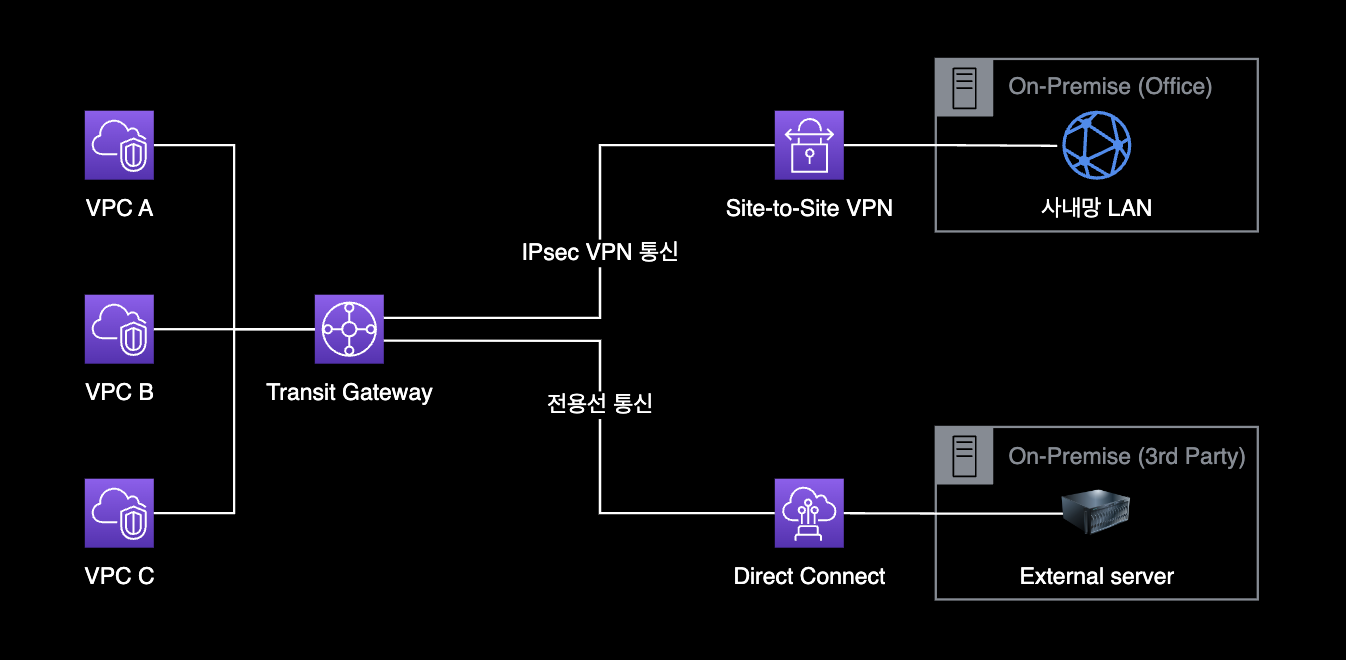 On-Premise (Office)
VPC A
Site-to-Site VPN
사내망 LAN
IPsec VPN 통신
VPC B
Transit Gateway
전용선 통신
On-Premise (3rd Party)
VPC C
Direct Connect
External server